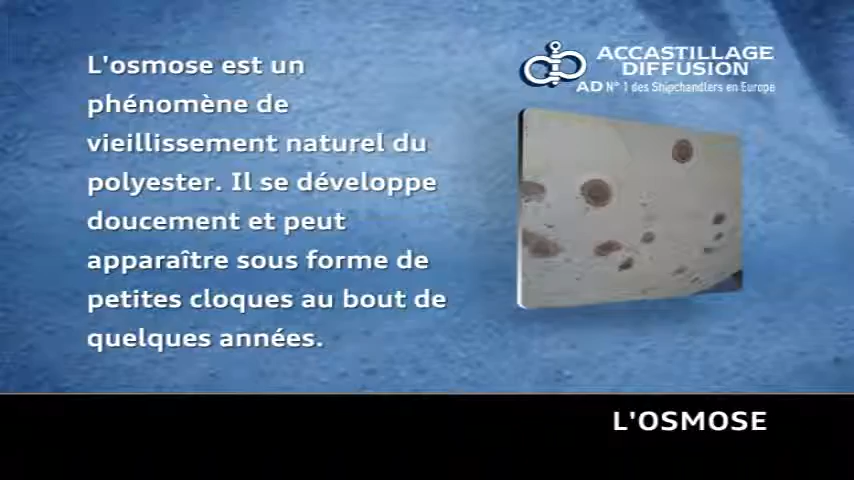 L'osmose est un
phénomène de
vieillissement naturel du
polyester. Il se développe
doucement et peut
apparaître sous forme de
petites cloques au bout de
quelques années.
ACCASTILLAGE
DIFFUSION
AD N° 1 des Shipchandlers en Europe
L'OSMOSE